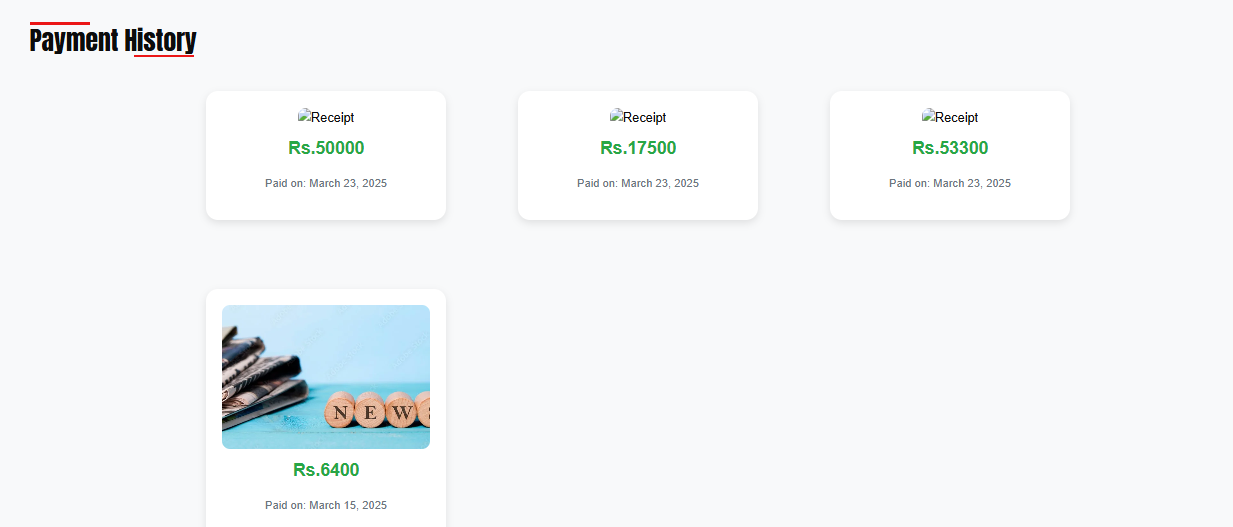 Payment History
Receipt
Rs.50000
Paid on: March 23, 2025
Receipt
Rs.17500
Paid on: March 23, 2025
Receipt
Rs.53300
Paid on: March 23, 2025
NEWS
Rs.6400
Paid on: March 15, 2025